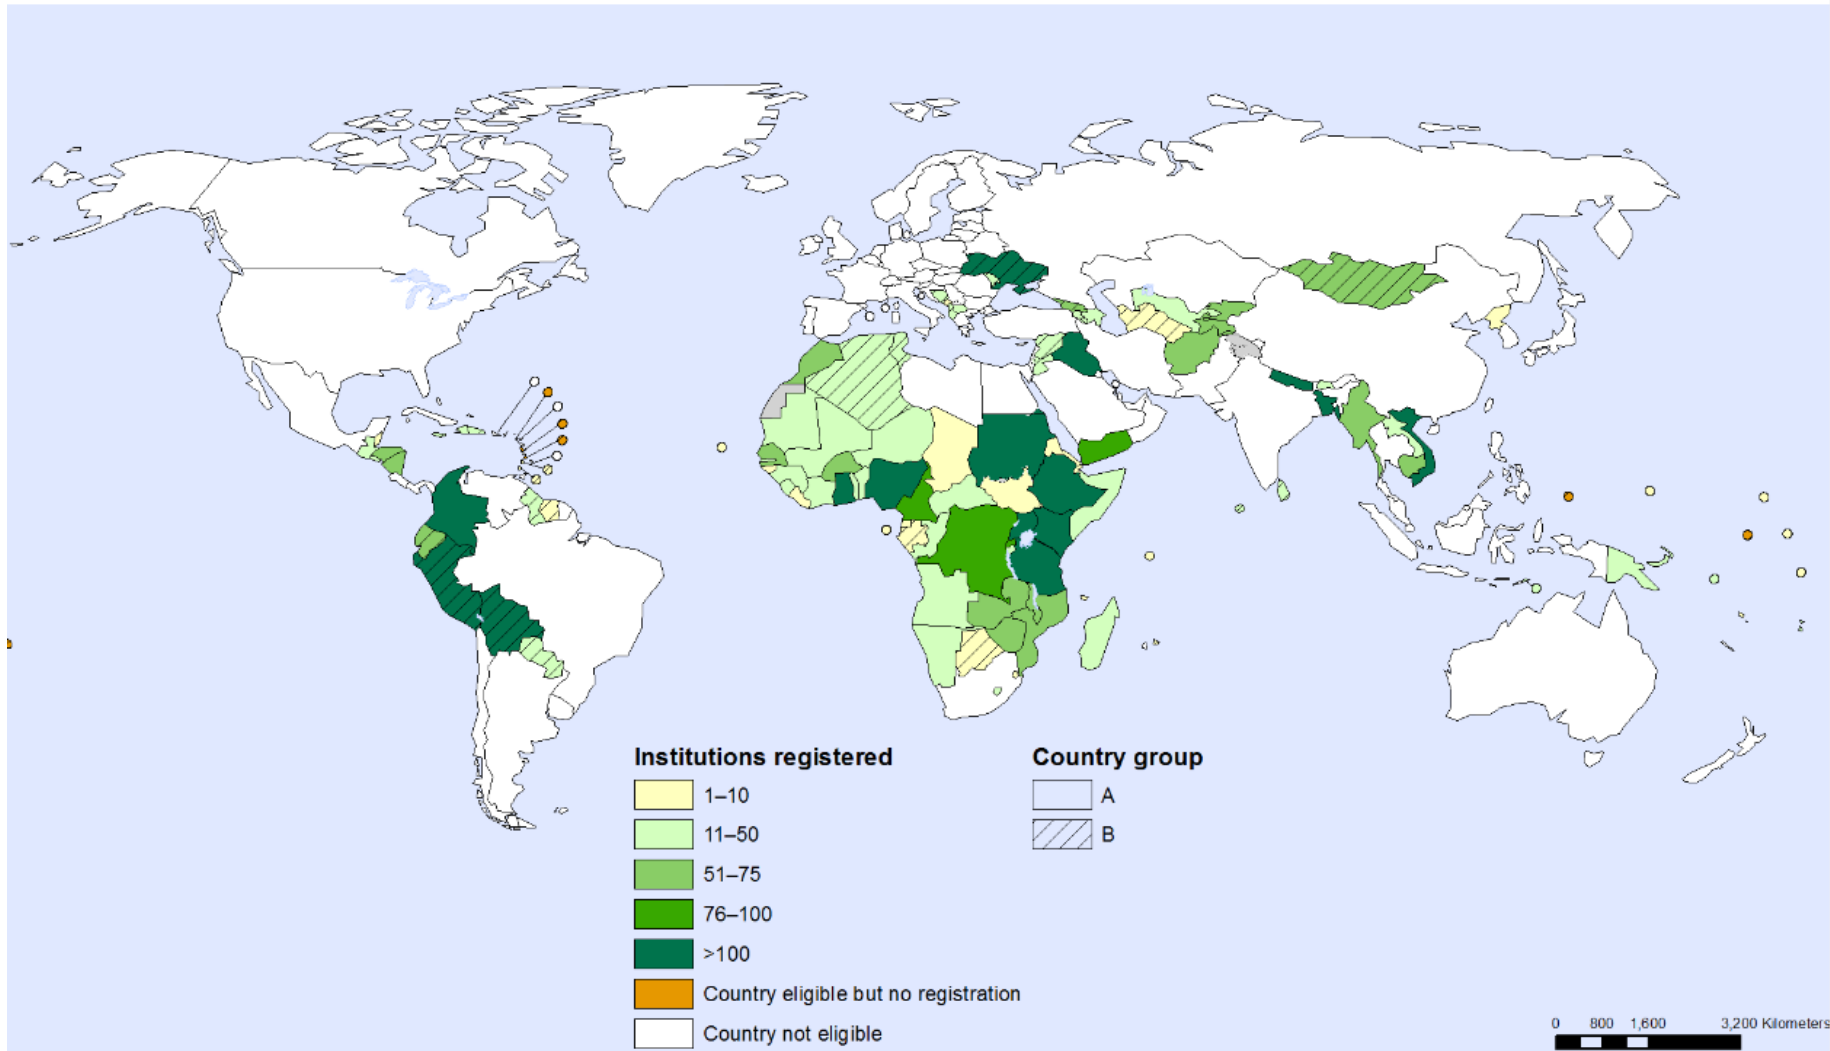 Institutions registered
1–10
11–50
51–75
76–100
>100
Country eligible but no registration
Country not eligible
Country group
A
B
0 800 1,600 3,200 Kilometers